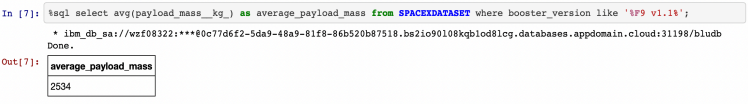 In [7]: %sql select avg(payload_mass__kg_) as average_payload_mass from SPACEXDATASET where booster_version like '%F9 v1.1%';
* ibm_db_sa://wzf08322:***@0c77d6f2-5da9-48a9-81f8-86b520b87518.bs2io90l08kqb1od8lcg.databases.appdomain.cloud:31198/bludb
Done.
Out[7]: average_payload_mass
2534